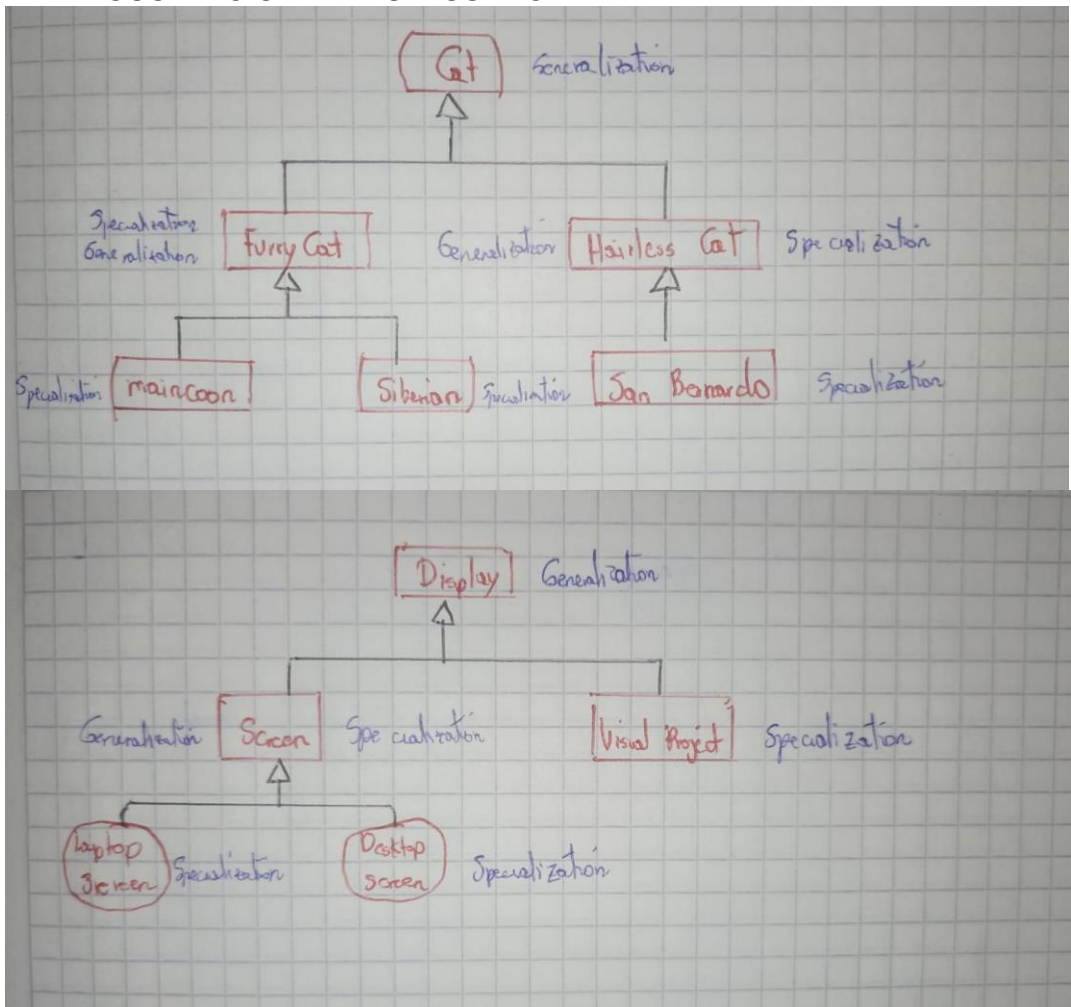 Cat Generalization
Specialization
Generalization
Furry Cat
Generalization
Hairless Cat
Specialization
Specialization
maincoon
Siberian
Specialization
San Bernardo
Specialization
Display
Generalization
Generalization
Screen
Specialization
Visual Project
Specialization
Laptop
Screen
Specialization
Desktop
screen
Specialization